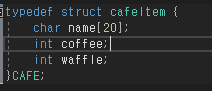 typedef struct cafeItem {
char name[20];
int coffee;
int waffle;
}CAFE;